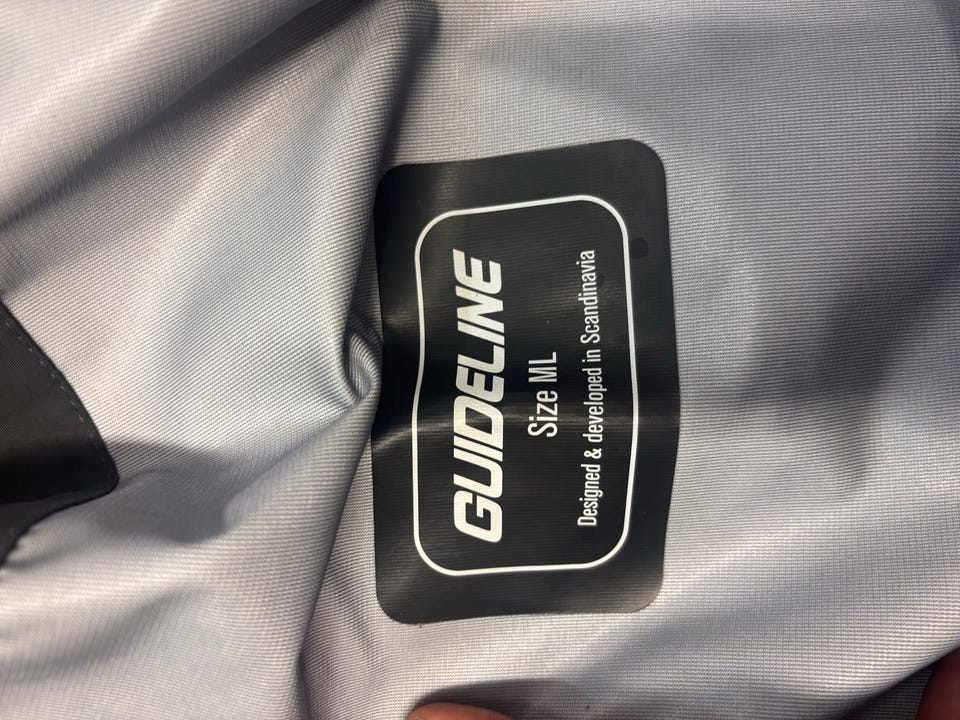 GUIDELINE
Size ML
Designed & developed in Scandinavia